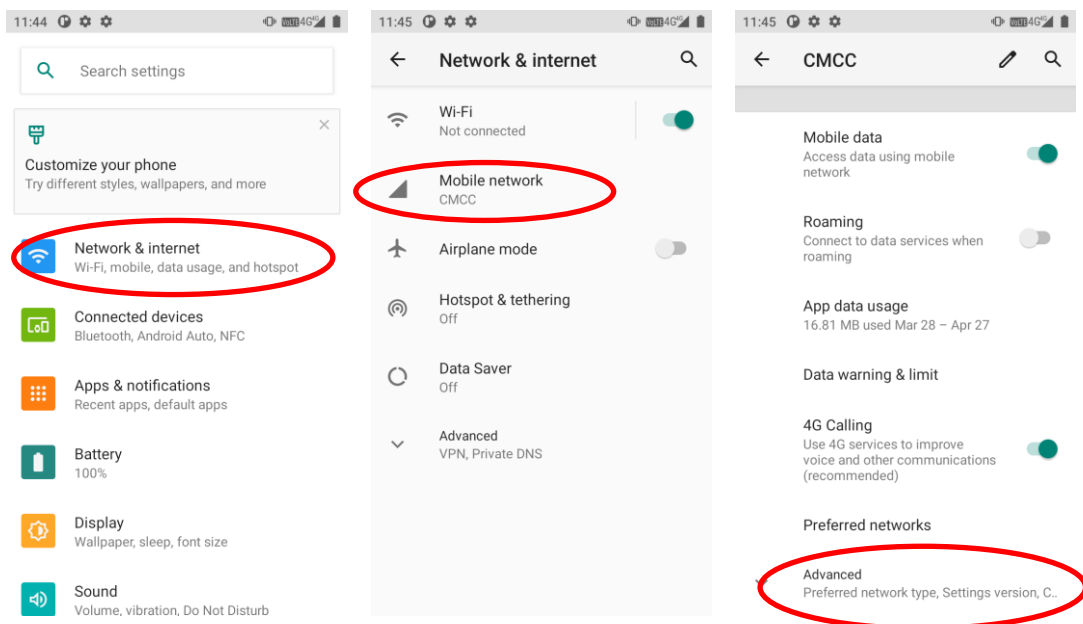 11:44
4G
Search settings
Customize your phone
Try different styles, wallpapers, and more
Network & internet
Wi-Fi, mobile, data usage, and hotspot
Connected devices
Bluetooth, Android Auto, NFC
Apps & notifications
Recent apps, default apps
Battery
100%
Display
Wallpaper, sleep, font size
Sound
Volume, vibration, Do Not Disturb
11:45
4G
Network & internet
Wi-Fi
Not connected
Mobile network
CMCC
Airplane mode
Hotspot & tethering
Off
Data Saver
Off
Advanced
VPN, Private DNS
11:45
4G
CMCC
Mobile data
Access data using mobile
network
Roaming
Connect to data services when
roaming
App data usage
16.81 MB used Mar 28 – Apr 27
Data warning & limit
4G Calling
Use 4G services to improve
voice and other communications
(recommended)
Preferred networks
Advanced
Preferred network type, Settings version, C..